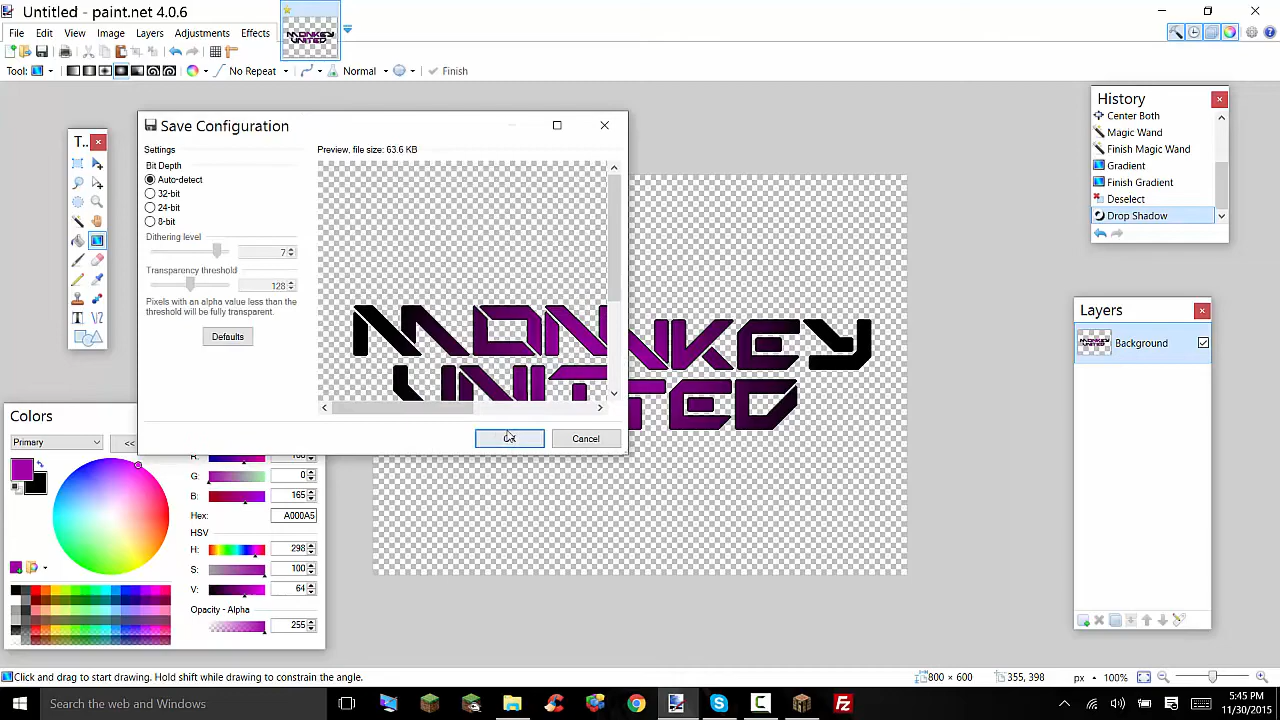 Untitled - paint.net 4.0.6
File Edit View Image Layers Adjustments Effects
Tool: No Repeat Normal Finish
T...
Save Configuration
Settings
Bit Depth
Auto-detect
32-bit
24-bit
8-bit
Dithering level
7
Transparency threshold
128
Pixels with an alpha value less than the
threshold will be fully transparent.
Defaults
Preview. file size: 63.6 KB
MONKEY
UNITED
Cancel
History
Center Both
Magic Wand
Finish Magic Wand
Gradient
Finish Gradient
Deselect
Drop Shadow
Layers
Background
Colors
Primary
<<
G: 0
B: 165
Hex: A000A5
HSV
H: 298
S: 100
V: 64
Opacity - Alpha
255
Click and drag to start drawing. Hold shift while drawing to constrain the angle.
800 × 600 355, 398 px 100%
Search the web and Windows
5:45 PM
11/30/2015